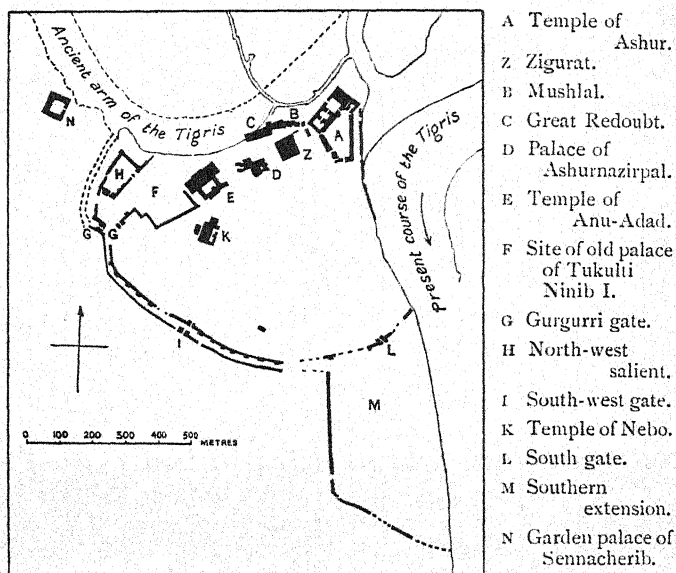 Ancient arm of the Tigris
N
C
B
A
Z
H
F
D
E
K
G
G
Present course of the Tigris
I
L
M
0 100 200 300 400 500 METRES
A Temple of
Ashur.
Z Zigurat.
B Mushlal.
C Great Redoubt.
D Palace of
Ashurnazirpal.
E Temple of
Anu-Adad.
F Site of old palace
of Tukulti
Ninib I.
G Gurgurri gate.
H North-west
salient.
I South-west gate.
K Temple of Nebo.
L South gate.
M Southern
extension.
N Garden palace of
Sennacherib.